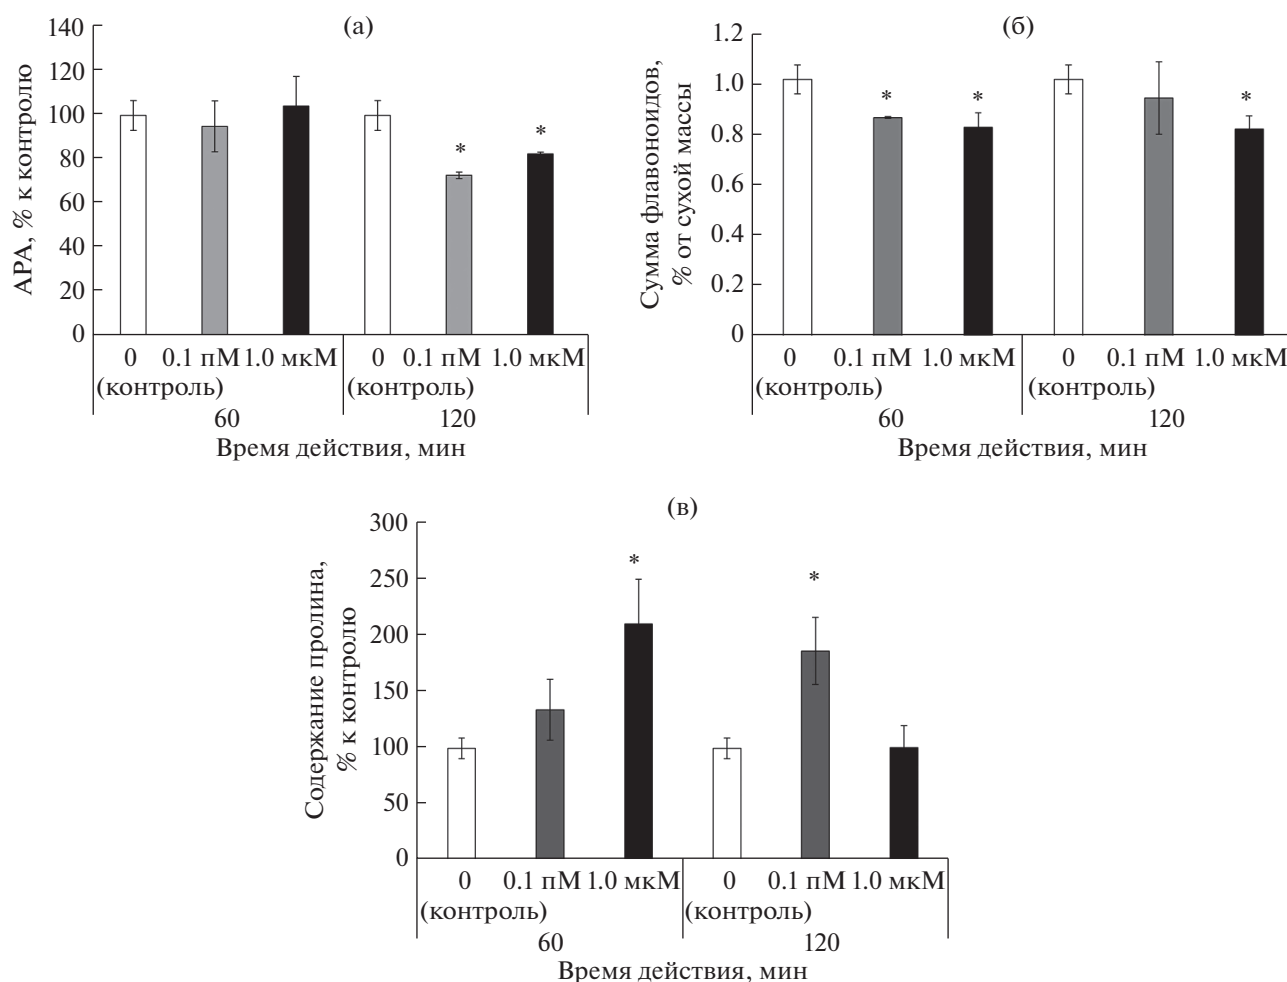 (а)
АРА, % к контролю
140
120
100
80
60
40
20
0
*
*
0
0.1 пМ
1.0 мкМ
0
0.1 пМ
1.0 мкМ
(контроль)
(контроль)
60
120
Время действия, мин
(б)
Сумма флавоноидов,
% от сухой массы
1.2
1.0
0.8
0.6
0.4
0.2
0
*
*
*
0
0.1 пМ
1.0 мкМ
0
0.1 пМ
1.0 мкМ
(контроль)
(контроль)
60
120
Время действия, мин
(в)
Содержание пролина,
% к контролю
300
250
200
150
100
50
0
*
*
0
0.1 пМ
1.0 мкМ
0
0.1 пМ
1.0 мкМ
(контроль)
(контроль)
60
120
Время действия, мин